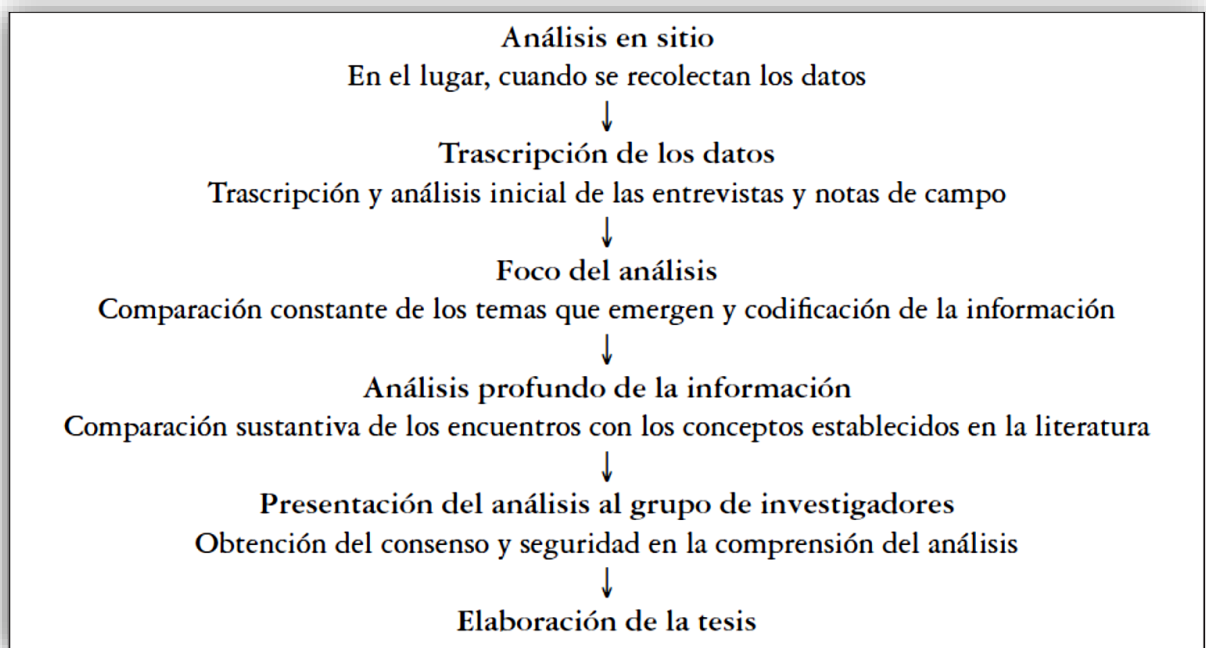 Análisis en sitio
En el lugar, cuando se recolectan los datos
↓
Trascripción de los datos
Trascripción y análisis inicial de las entrevistas y notas de campo
↓
Foco del análisis
Comparación constante de los temas que emergen y codificación de la información
↓
Análisis profundo de la información
Comparación sustantiva de los encuentros con los conceptos establecidos en la literatura
↓
Presentación del análisis al grupo de investigadores
Obtención del consenso y seguridad en la comprensión del análisis
↓
Elaboración de la tesis